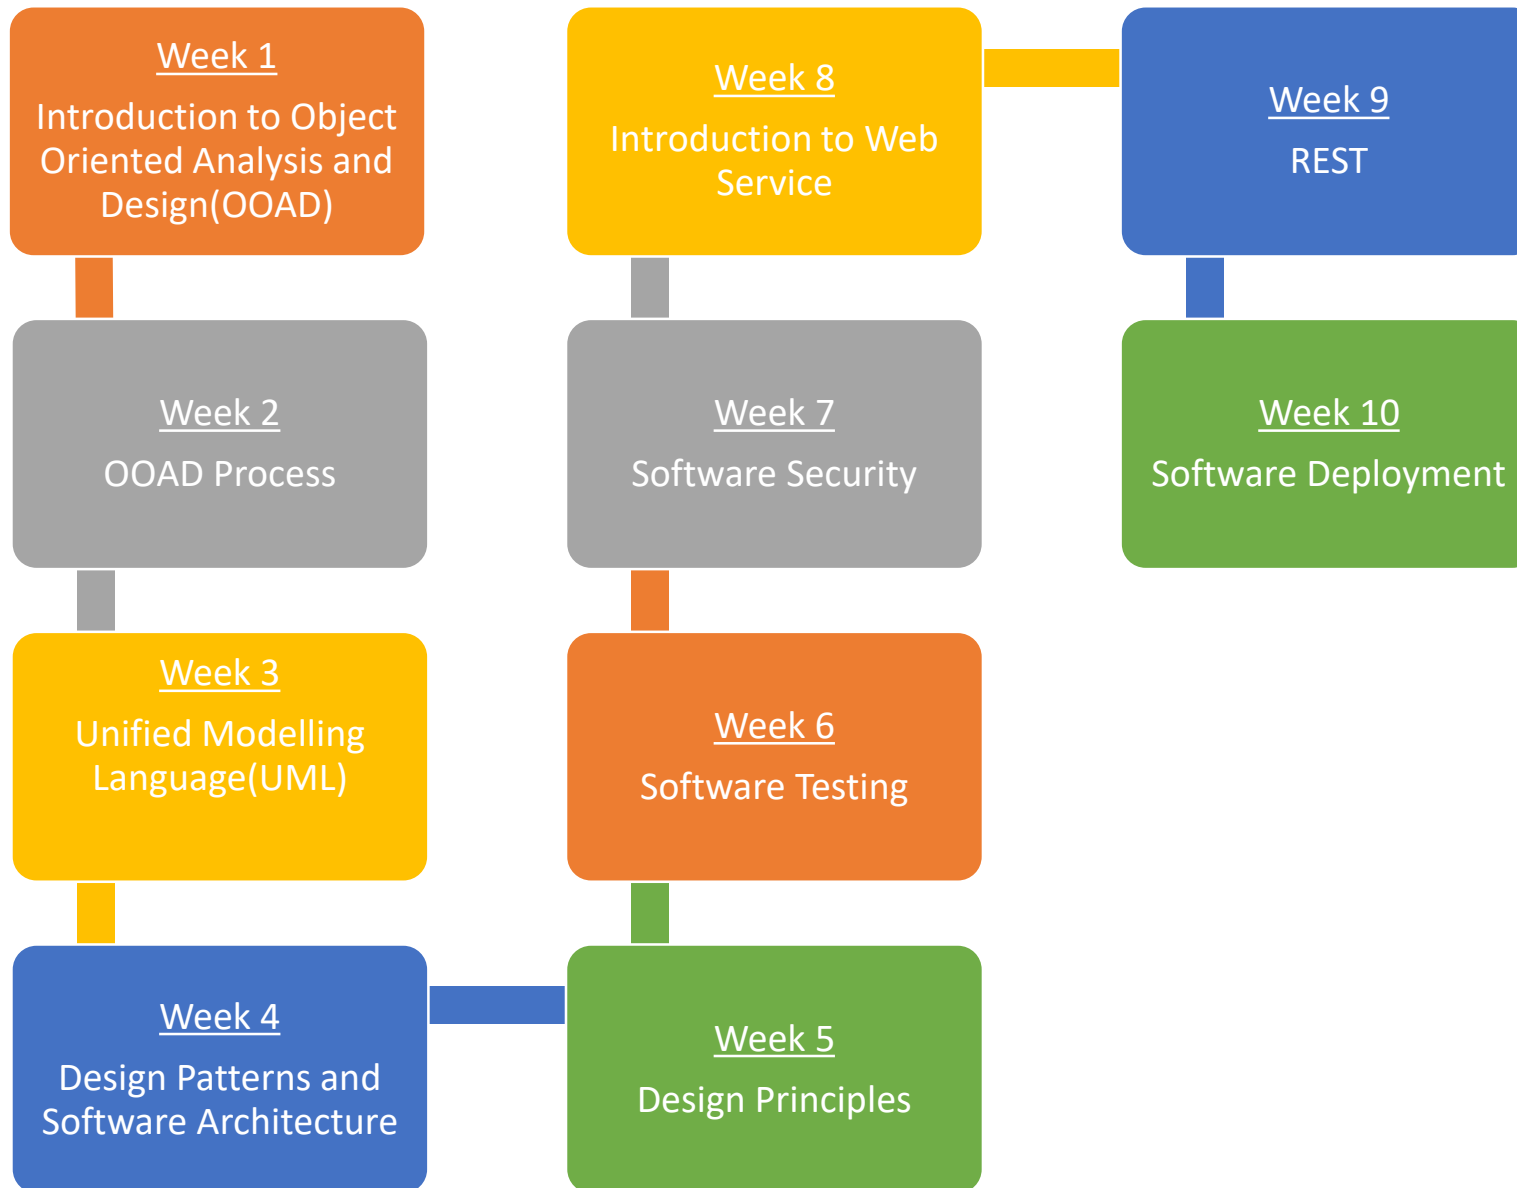 Week 1
Introduction to Object
Oriented Analysis and
Design(OOAD)
Week 2
OOAD Process
Week 3
Unified Modelling
Language(UML)
Week 4
Design Patterns and
Software Architecture
Week 5
Design Principles
Week 6
Software Testing
Week 7
Software Security
Week 8
Introduction to Web
Service
Week 9
REST
Week 10
Software Deployment